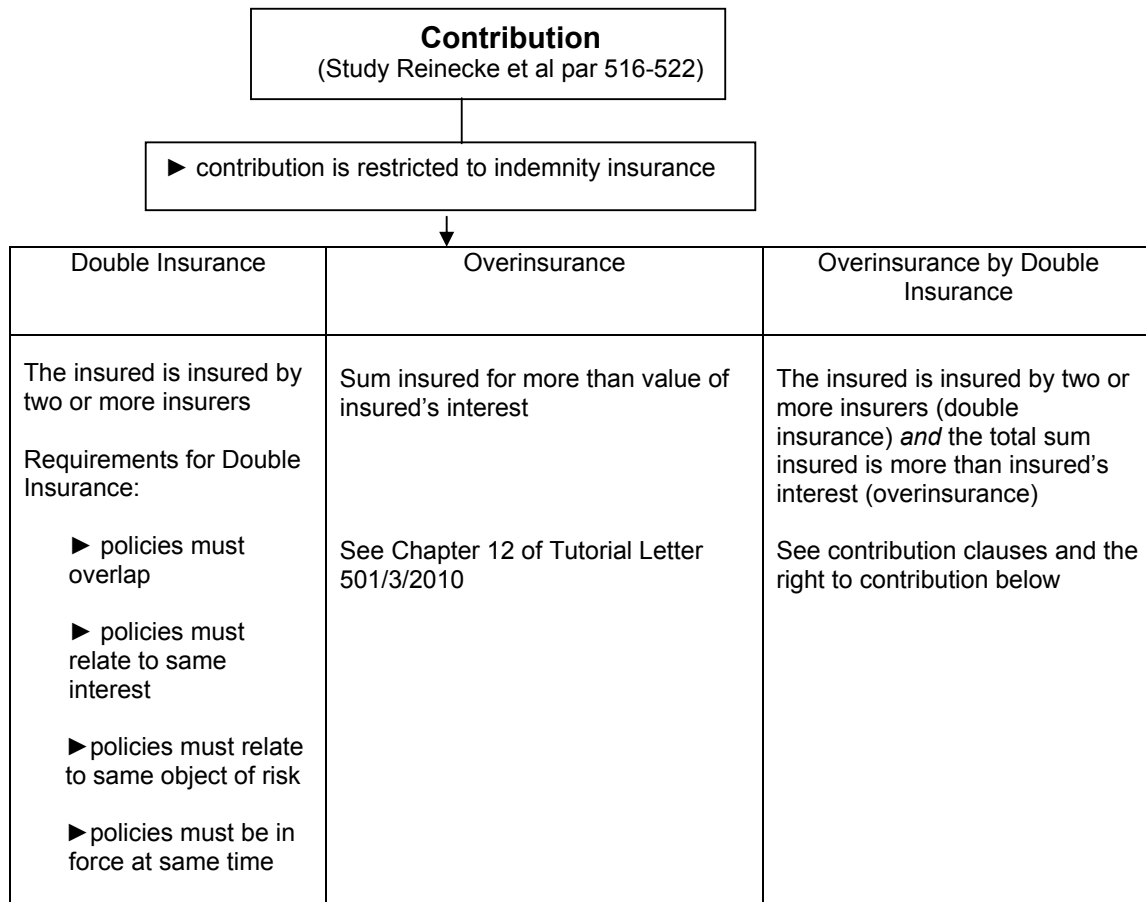 Contribution
(Study Reinecke et al par 516-522)
► contribution is restricted to indemnity insurance
Double Insurance
Overinsurance
Overinsurance by Double
Insurance
The insured is insured by
two or more insurers
Requirements for Double
Insurance:
► policies must
overlap
► policies must
relate to same
interest
►policies must relate
to same object of risk
►policies must be in
force at same time
Sum insured for more than value of
insured's interest
See Chapter 12 of Tutorial Letter
501/3/2010
The insured is insured by two or
more insurers (double
insurance) and the total sum
insured is more than insured's
interest (overinsurance)
See contribution clauses and the
right to contribution below